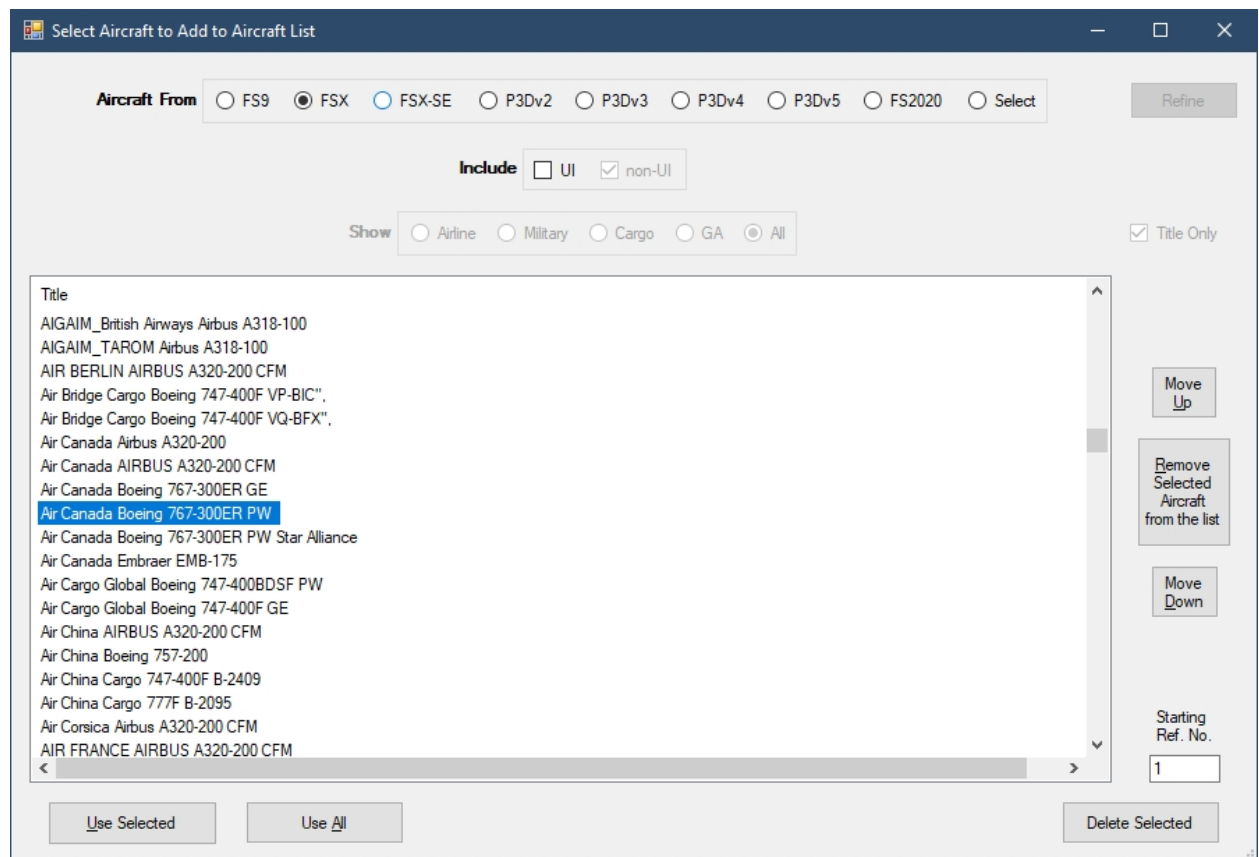 Select Aircraft to Add to Aircraft List
Aircraft From FS9 FSX FSX-SE P3Dv2 P3Dv3 P3Dv4 P3Dv5 FS2020 Select Refine
Include UI non-UI
Show Airline Military Cargo GA All Title Only
Title
AIGAIM_British Airways Airbus A318-100
AIGAIM_TAROM Airbus A318-100
AIR BERLIN AIRBUS A320-200 CFM
Air Bridge Cargo Boeing 747-400F VP-BIC",
Air Bridge Cargo Boeing 747-400F VQ-BFX",
Air Canada Airbus A320-200
Air Canada AIRBUS A320-200 CFM
Air Canada Boeing 767-300ER GE
Air Canada Boeing 767-300ER PW
Air Canada Boeing 767-300ER PW Star Alliance
Air Canada Embraer EMB-175
Air Cargo Global Boeing 747-400BDSF PW
Air Cargo Global Boeing 747-400F GE
Air China AIRBUS A320-200 CFM
Air China Boeing 757-200
Air China Cargo 747-400F B-2409
Air China Cargo 777F B-2095
Air Corsica Airbus A320-200 CFM
AIR FRANCE AIRBUS A320-200 CFM
Move
Up
Remove
Selected
Aircraft
from the list
Move
Down
Starting
Ref. No.
1
Use Selected Use All Delete Selected